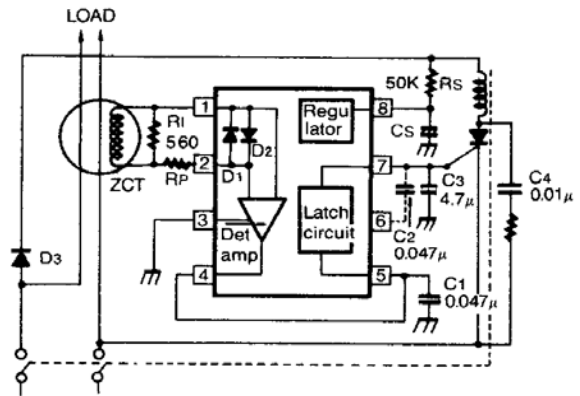 LOAD
ZCT
RI
560
RP
D3
1
2
3
4
D1
D2
Det
amp
Regu
lator
Latch
circuit
8
7
6
5
50K
RS
CS
C2
0.047μ
C3
4.7μ
C1
0.047μ
C4
0.01μ